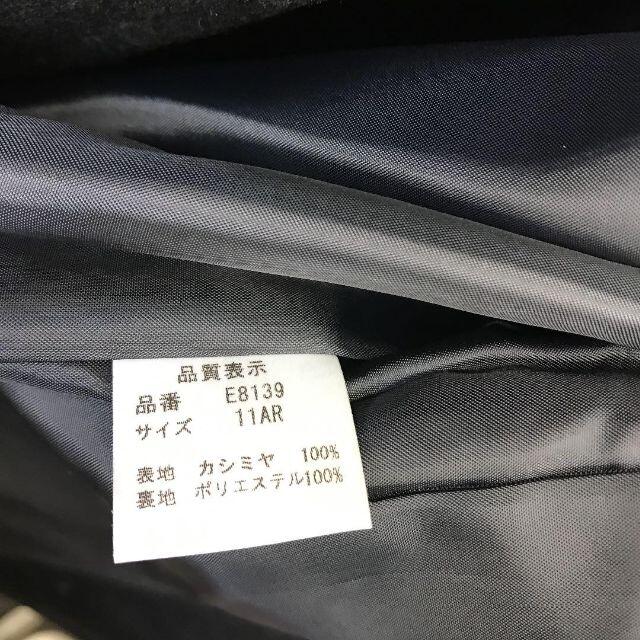 品質表示
品番 E8139
サイズ 11AR
表地 カシミヤ 100%
裏地 ポリエステル100%